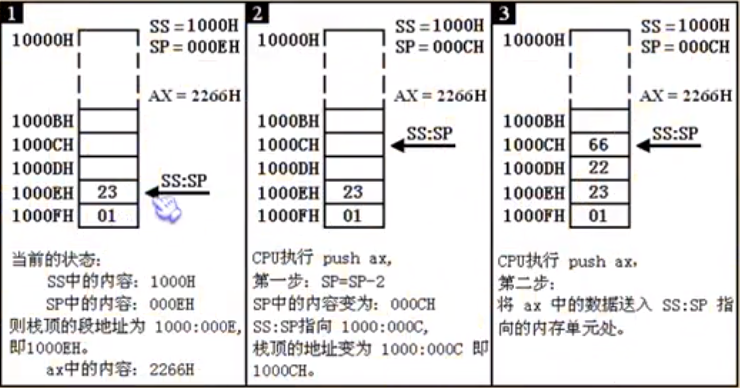 1
SS=1000H
SP=000EH
10000H
AX=2266H
1000BH
1000CH
1000DH
SS:SP
1000EH 23
1000FH 01
当前的状态:
SS中的内容: 1000H
SP中的内容: 000EH
则栈顶的段地址为 1000:000E,
即1000EH。
ax中的内容: 2266H
2
SS=1000H
SP=000CH
10000H
AX=2266H
1000BH
1000CH SS:SP
1000DH
1000EH 23
1000FH 01
CPU执行 push ax,
第一步: SP=SP-2
SP中的内容变为: 000CH
SS:SP指向 1000:000C,
栈顶的地址变为 1000:000C 即
1000CH。
3
SS=1000H
SP=000CH
10000H
AX=2266H
1000BH
1000CH 66 SS:SP
1000DH 22
1000EH 23
1000FH 01
CPU执行 push ax,
第二步:
将 ax 中的数据送入 SS:SP 指
向的内存单元处。